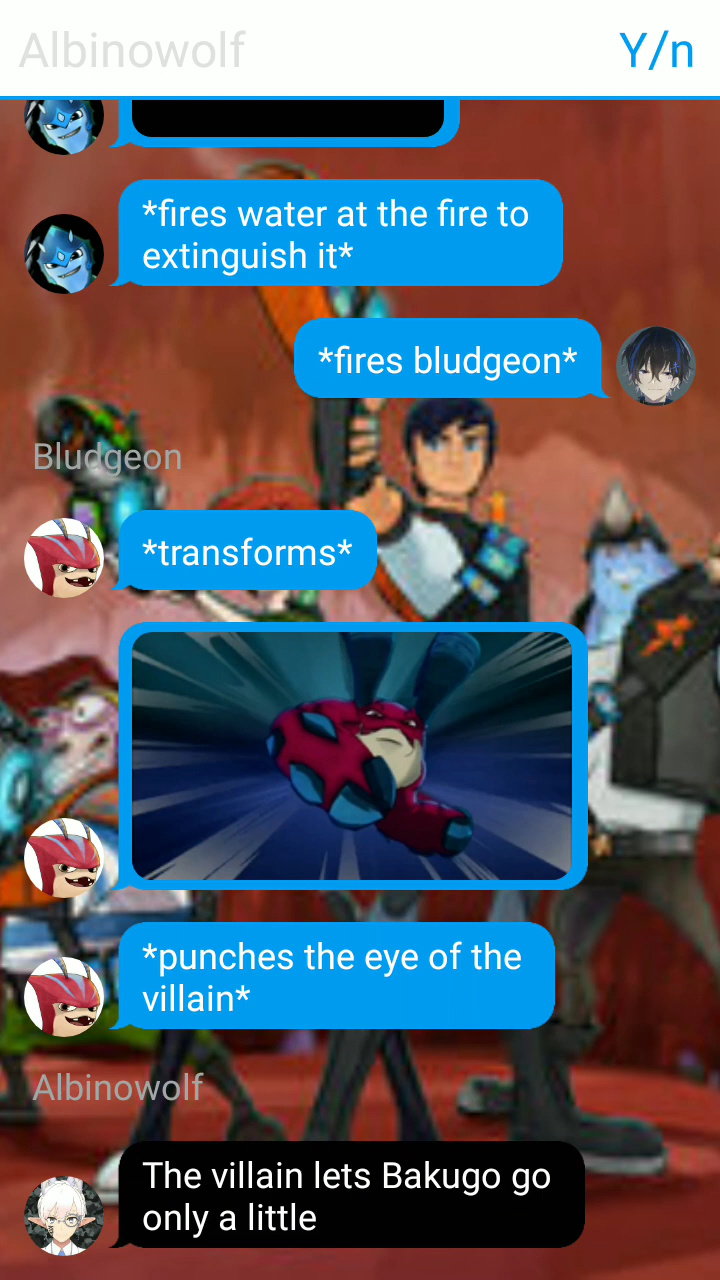 Albinowolf
Y/n
*fires water at the fire to
extinguish it*
*fires bludgeon*
Bludgeon
*transforms*
*punches the eye of the
villain*
Albinowolf
The villain lets Bakugo go
only a little